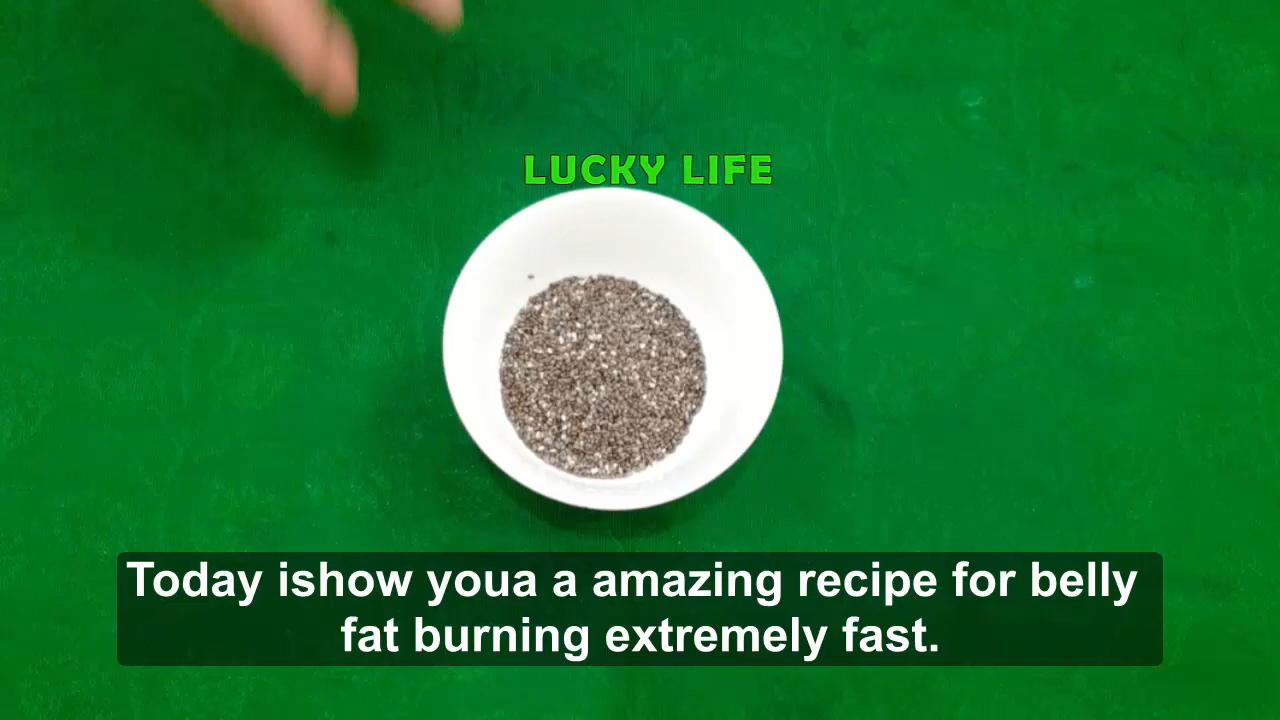 LUCKY LIFE
Today ishow youa a amazing recipe for belly
fat burning extremely fast.